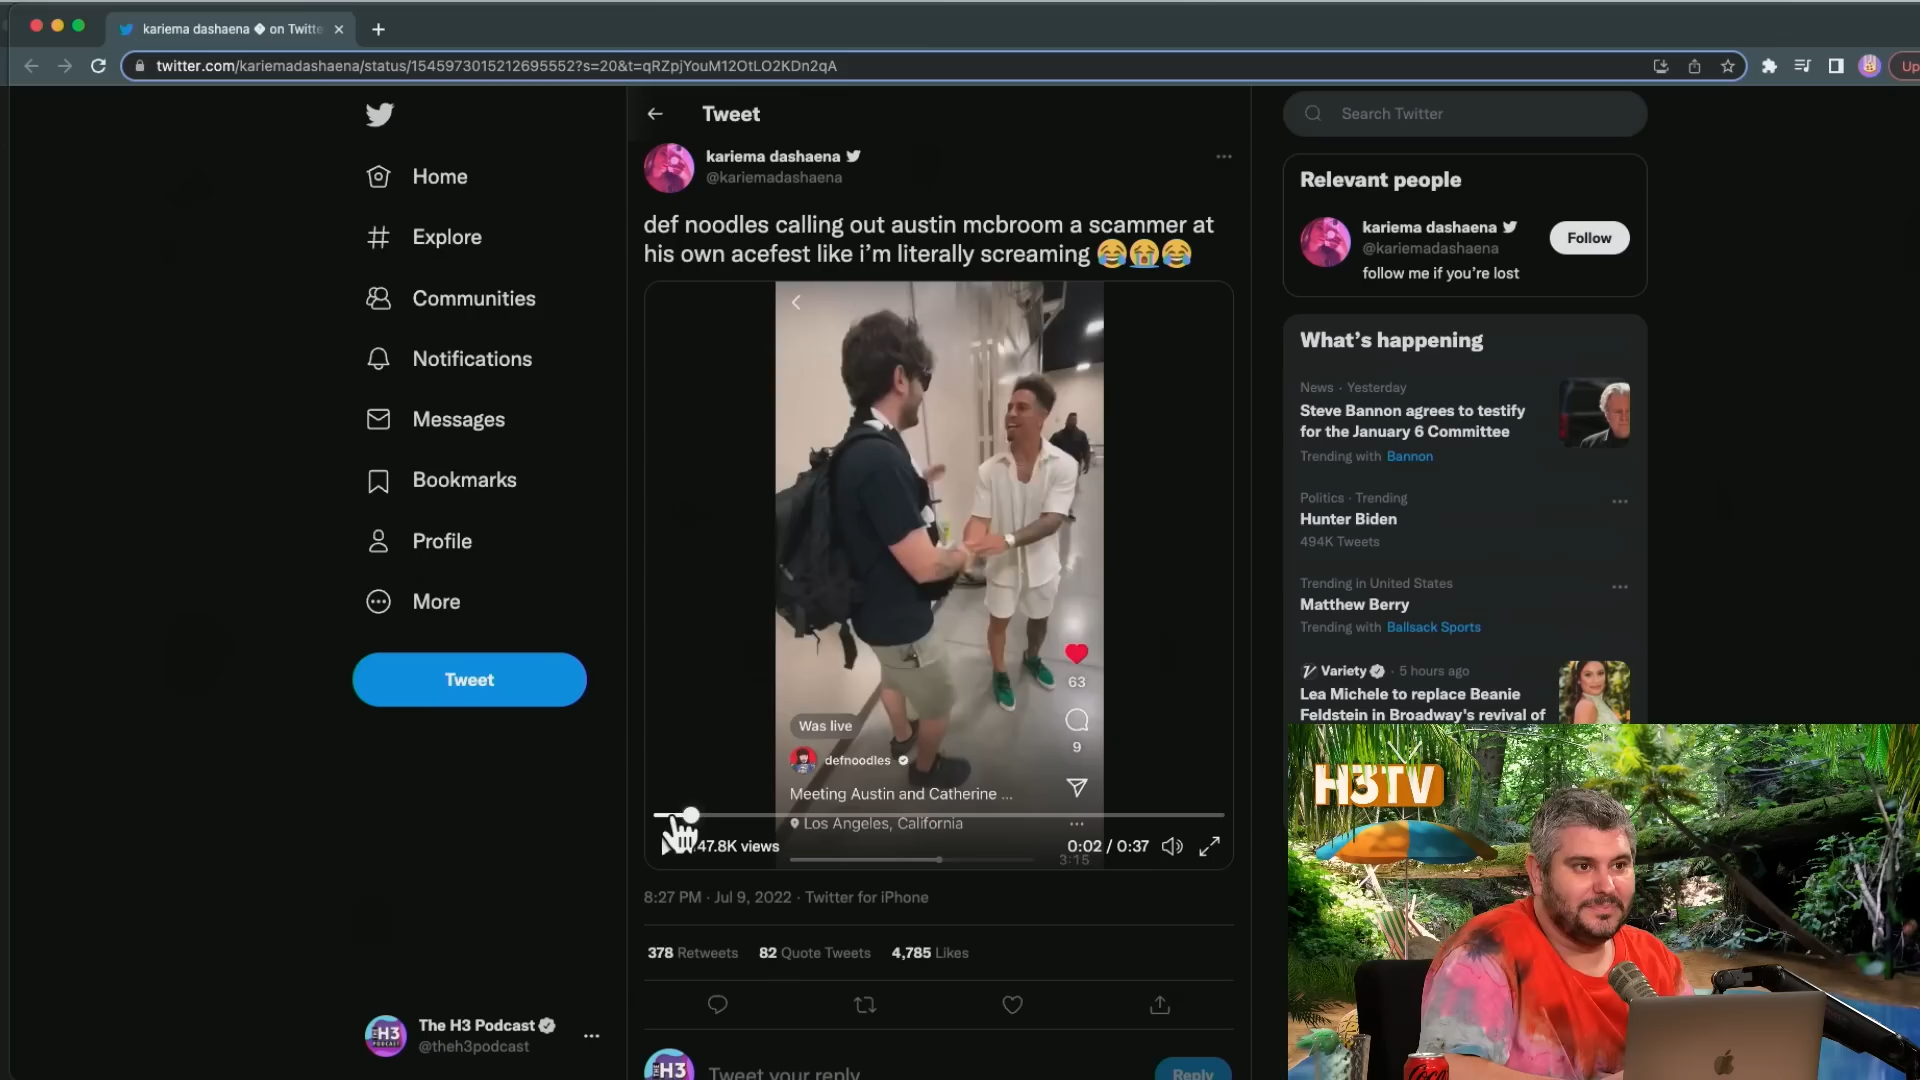 kariema dashaena ◆ on Twitte
twitter.com/kariemadashaena/status/1545973015212695552?s=20&t=qRZpjYouM12OtLO2KDn2qA
Up
Home
Explore
Communities
Notifications
Messages
Bookmarks
Profile
More
Tweet
The H3 Podcast
@theh3podcast
Tweet
kariema dashaena
@kariemadashaena
def noodles calling out austin mcbroom a scammer at
his own acefest like i’m literally screaming 😂😭😂
63
9
Was live
defnoodles
Meeting Austin and Catherine ...
Los Angeles, California
47.8K views
0:02 / 0:37
3:15
8:27 PM · Jul 9, 2022 · Twitter for iPhone
378 Retweets 82 Quote Tweets 4,785 Likes
H3
Tweet your reply
Reply
Search Twitter
Relevant people
kariema dashaena
@kariemadashaena
Follow
follow me if you’re lost
What’s happening
News · Yesterday
Steve Bannon agrees to testify
for the January 6 Committee
Trending with Bannon
Politics · Trending
Hunter Biden
494K Tweets
Trending in United States
Matthew Berry
Trending with Ballsack Sports
Variety · 5 hours ago
Lea Michele to replace Beanie
Feldstein in Broadway's revival of
H3TV
H3
PODCAST